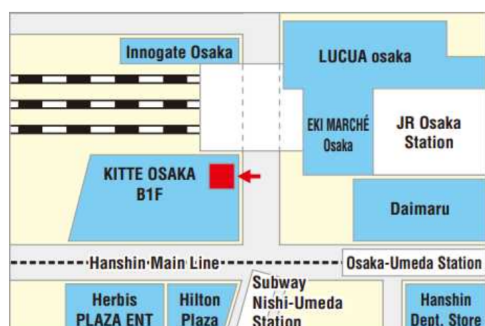 Innogate Osaka
LUCUA osaka
EKI MARCHÉ
Osaka
JR Osaka
Station
KITTE OSAKA
B1F
Daimaru
Hanshin Main Line
Osaka-Umeda Station
Subway
Nishi-Umeda
Station
Herbis
PLAZA ENT
Hilton
Plaza
Hanshin
Dept. Store